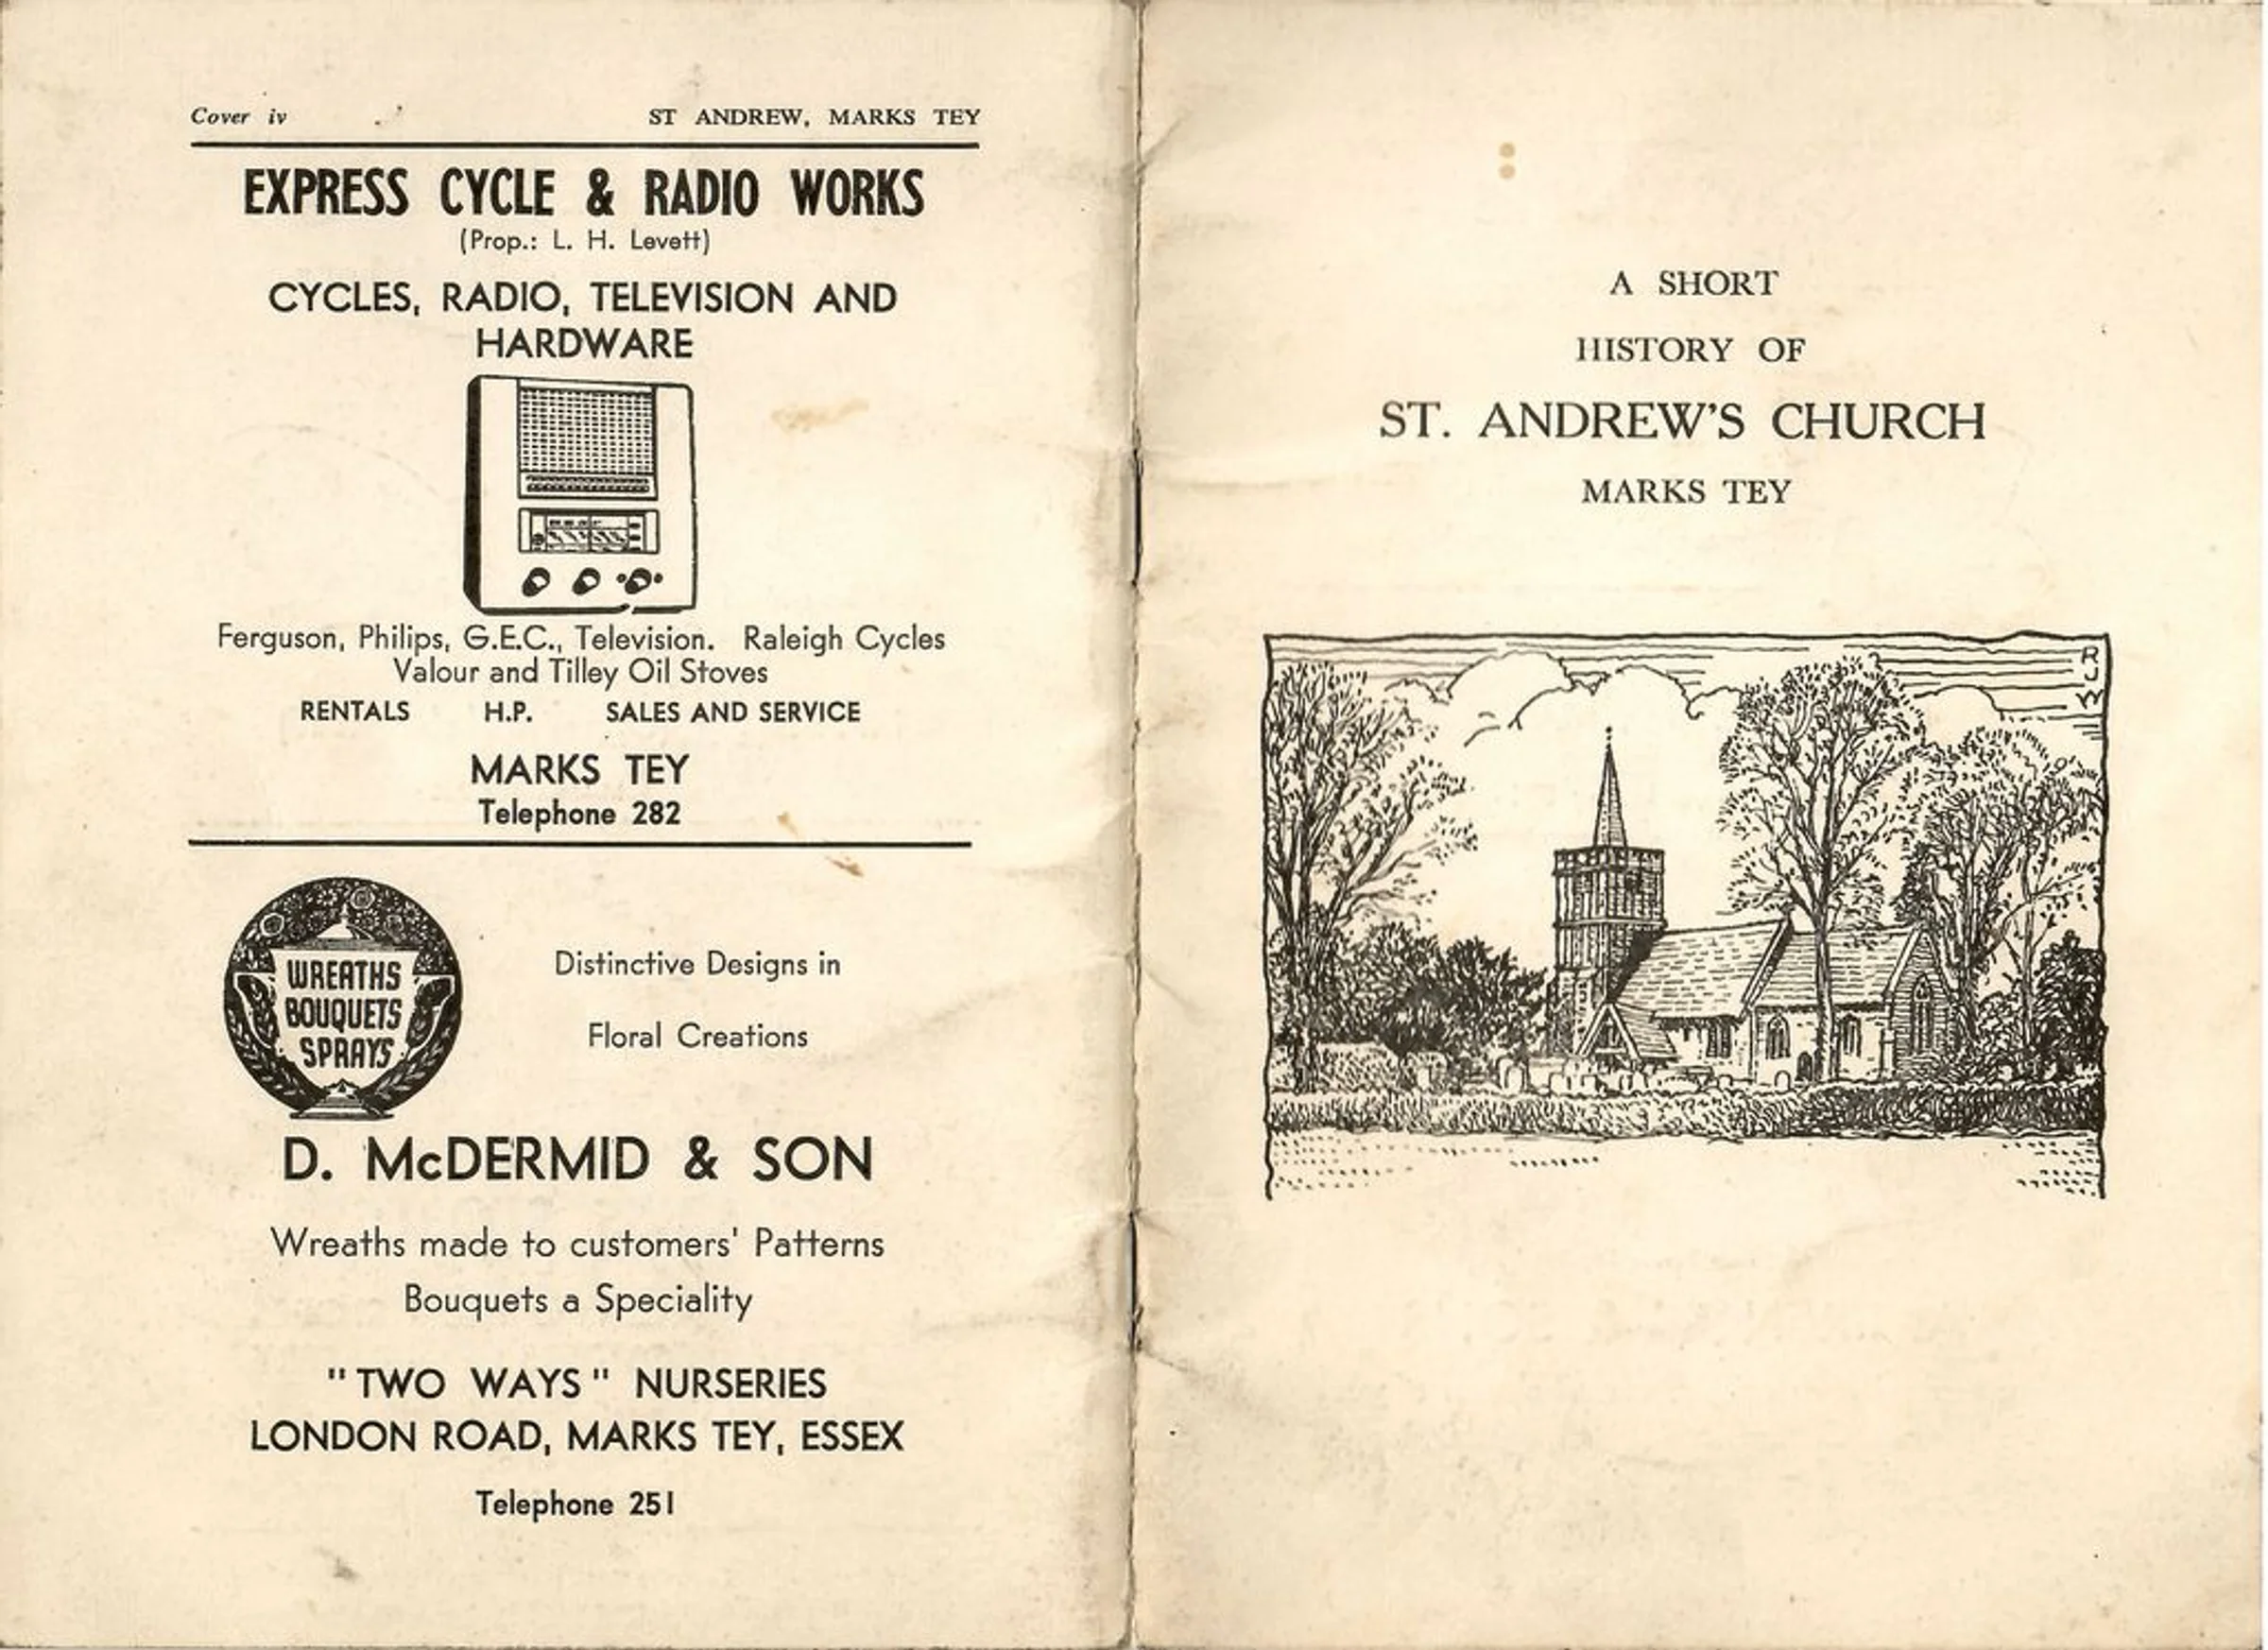 Cover iv ST ANDREW, MARKS TEY
EXPRESS CYCLE & RADIO WORKS
(Prop.: L. H. Levett)
CYCLES, RADIO, TELEVISION AND
HARDWARE
Ferguson, Philips, G.E.C., Television. Raleigh Cycles
Valour and Tilley Oil Stoves
RENTALS H.P. SALES AND SERVICE
MARKS TEY
Telephone 282
WREATHS
BOUQUETS
SPRAYS
Distinctive Designs in
Floral Creations
D. McDERMID & SON
Wreaths made to customers' Patterns
Bouquets a Speciality
"TWO WAYS" NURSERIES
LONDON ROAD, MARKS TEY, ESSEX
Telephone 251
A SHORT
HISTORY OF
ST. ANDREW'S CHURCH
MARKS TEY